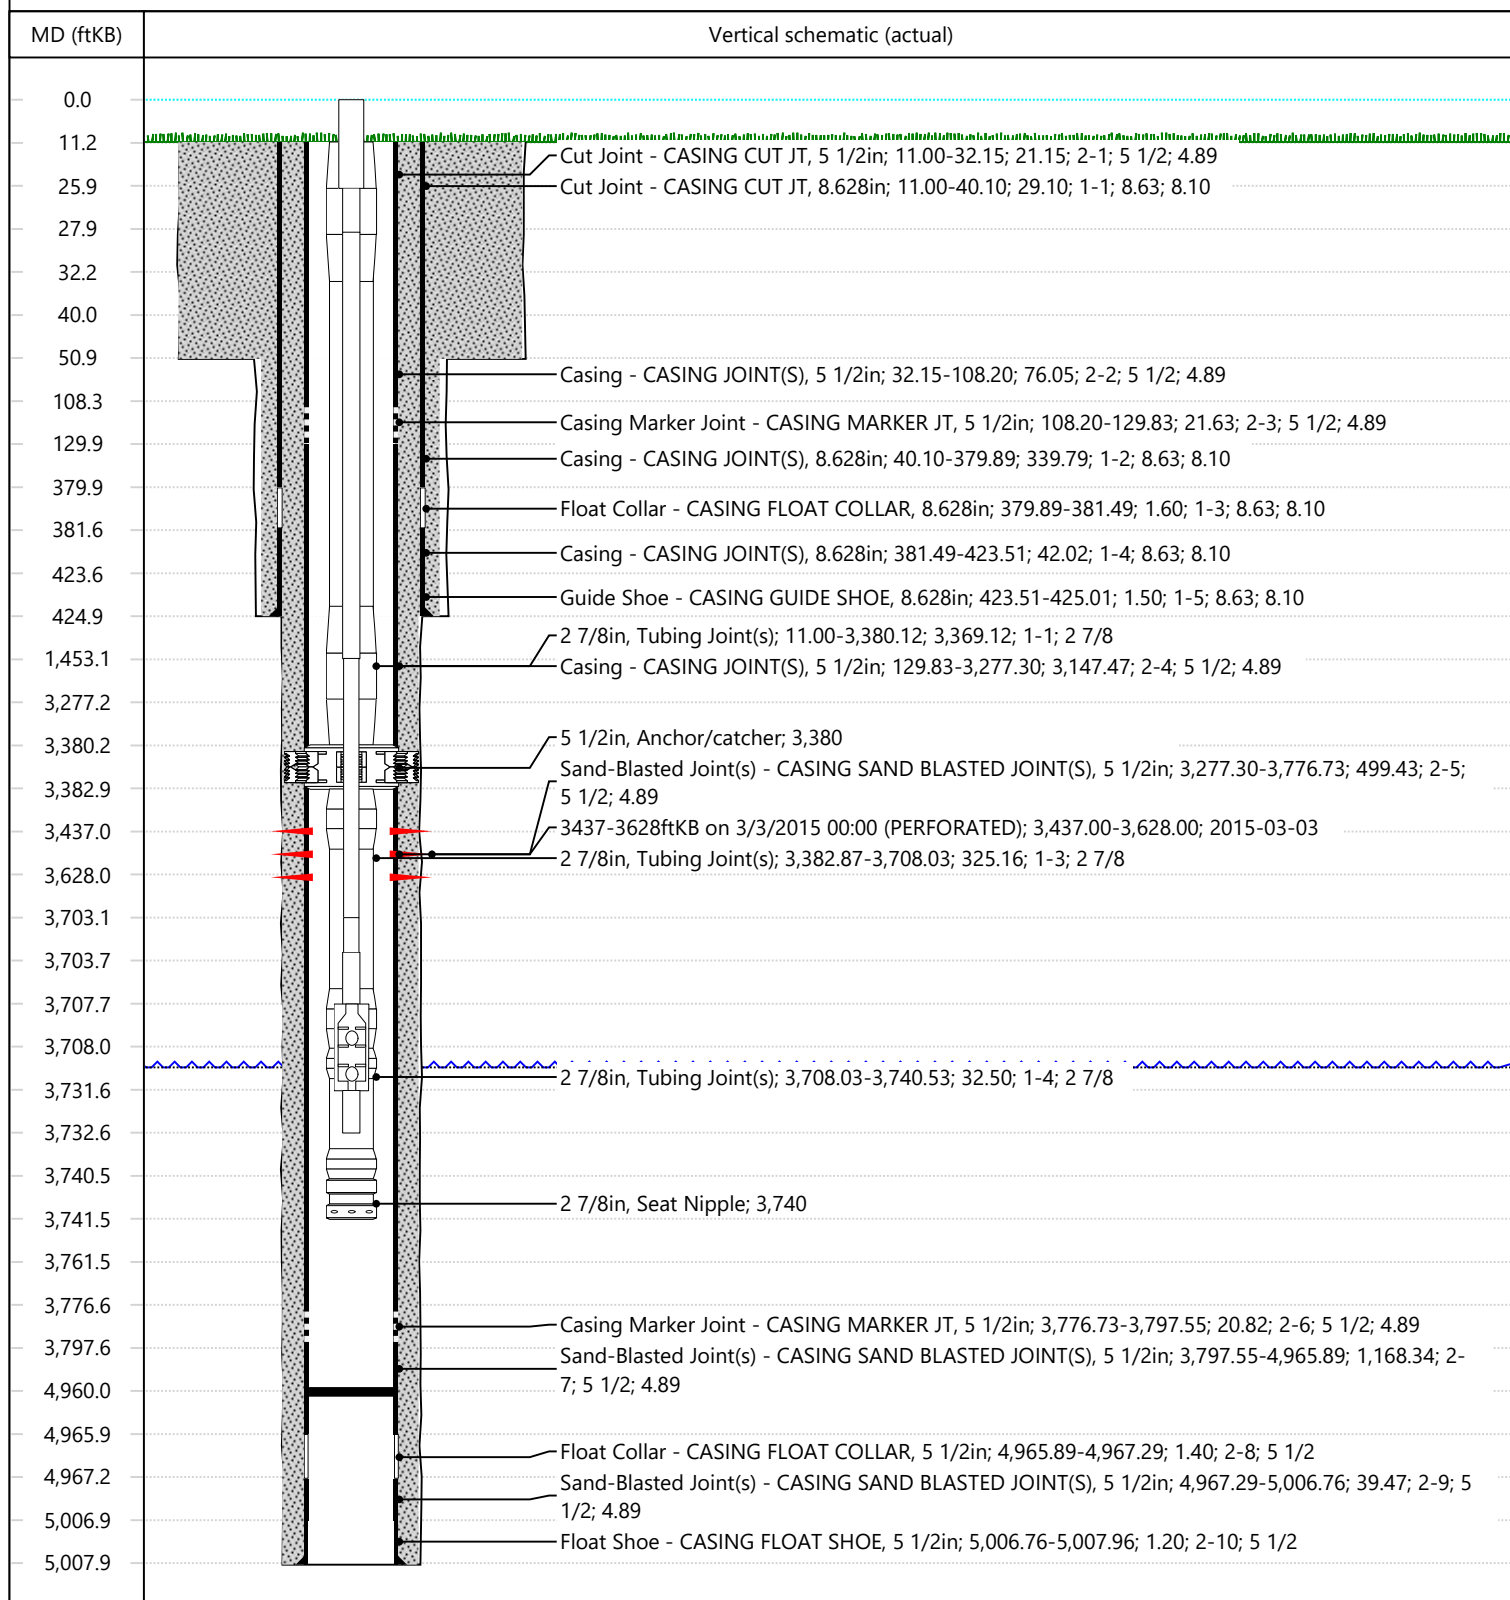 MD (ftKB)
Vertical schematic (actual)
0.0
11.2
Cut Joint - CASING CUT JT, 5 1/2in; 11.00-32.15; 21.15; 2-1; 5 1/2; 4.89
25.9
Cut Joint - CASING CUT JT, 8.628in; 11.00-40.10; 29.10; 1-1; 8.63; 8.10
27.9
32.2
40.0
50.9
Casing - CASING JOINT(S), 5 1/2in; 32.15-108.20; 76.05; 2-2; 5 1/2; 4.89
108.3
Casing Marker Joint - CASING MARKER JT, 5 1/2in; 108.20-129.83; 21.63; 2-3; 5 1/2; 4.89
129.9
Casing - CASING JOINT(S), 8.628in; 40.10-379.89; 339.79; 1-2; 8.63; 8.10
379.9
Float Collar - CASING FLOAT COLLAR, 8.628in; 379.89-381.49; 1.60; 1-3; 8.63; 8.10
381.6
Casing - CASING JOINT(S), 8.628in; 381.49-423.51; 42.02; 1-4; 8.63; 8.10
423.6
Guide Shoe - CASING GUIDE SHOE, 8.628in; 423.51-425.01; 1.50; 1-5; 8.63; 8.10
424.9
2 7/8in, Tubing Joint(s); 11.00-3,380.12; 3,369.12; 1-1; 2 7/8
1,453.1
Casing - CASING JOINT(S), 5 1/2in; 129.83-3,277.30; 3,147.47; 2-4; 5 1/2; 4.89
3,277.2
3,380.2
5 1/2in, Anchor/catcher; 3,380
Sand-Blasted Joint(s) - CASING SAND BLASTED JOINT(S), 5 1/2in; 3,277.30-3,776.73; 499.43; 2-5;
5 1/2; 4.89
3,382.9
3,437.0
3437-3628ftKB on 3/3/2015 00:00 (PERFORATED); 3,437.00-3,628.00; 2015-03-03
2 7/8in, Tubing Joint(s); 3,382.87-3,708.03; 325.16; 1-3; 2 7/8
3,628.0
3,703.1
3,703.7
3,707.7
3,708.0
2 7/8in, Tubing Joint(s); 3,708.03-3,740.53; 32.50; 1-4; 2 7/8
3,731.6
3,732.6
3,740.5
2 7/8in, Seat Nipple; 3,740
3,741.5
3,761.5
3,776.6
Casing Marker Joint - CASING MARKER JT, 5 1/2in; 3,776.73-3,797.55; 20.82; 2-6; 5 1/2; 4.89
3,797.6
Sand-Blasted Joint(s) - CASING SAND BLASTED JOINT(S), 5 1/2in; 3,797.55-4,965.89; 1,168.34; 2-
7; 5 1/2; 4.89
4,960.0
4,965.9
Float Collar - CASING FLOAT COLLAR, 5 1/2in; 4,965.89-4,967.29; 1.40; 2-8; 5 1/2
4,967.2
Sand-Blasted Joint(s) - CASING SAND BLASTED JOINT(S), 5 1/2in; 4,967.29-5,006.76; 39.47; 2-9; 5
1/2; 4.89
5,006.9
Float Shoe - CASING FLOAT SHOE, 5 1/2in; 5,006.76-5,007.96; 1.20; 2-10; 5 1/2
5,007.9